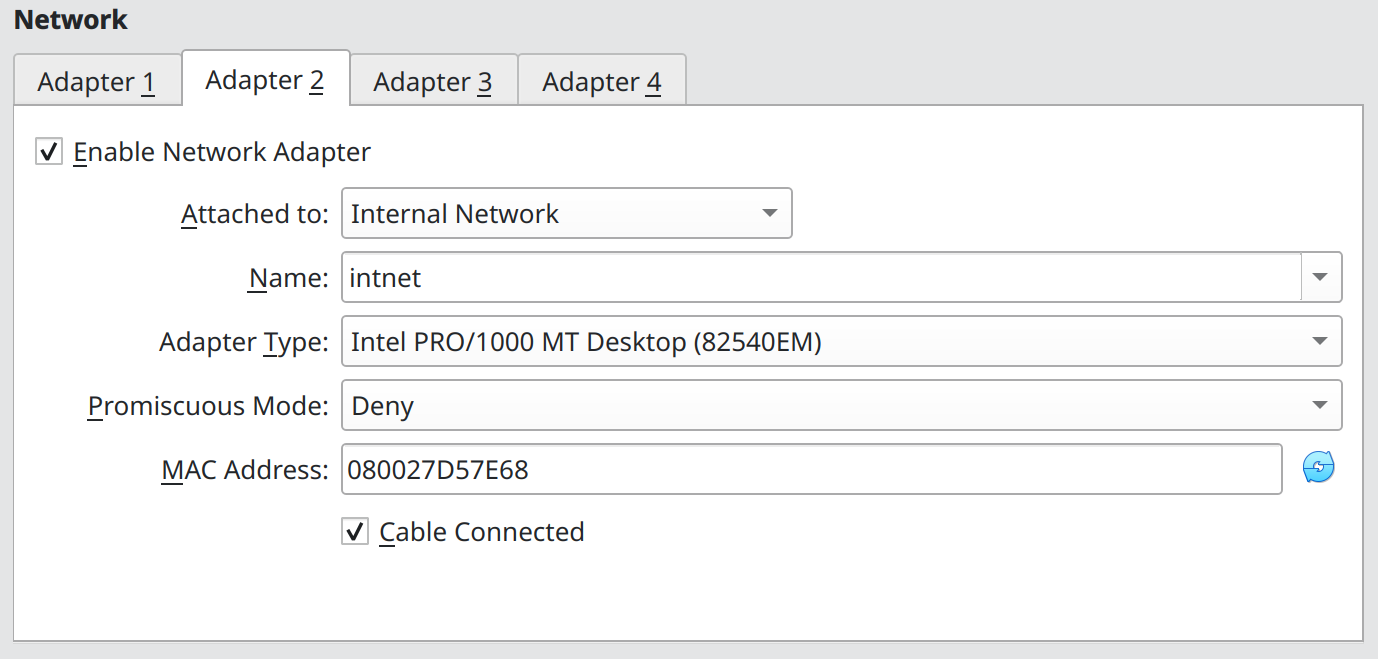 Network
Adapter 1 Adapter 2 Adapter 3 Adapter 4
Enable Network Adapter
Attached to: Internal Network
Name: intnet
Adapter Type: Intel PRO/1000 MT Desktop (82540EM)
Promiscuous Mode: Deny
MAC Address: 080027D57E68
Cable Connected